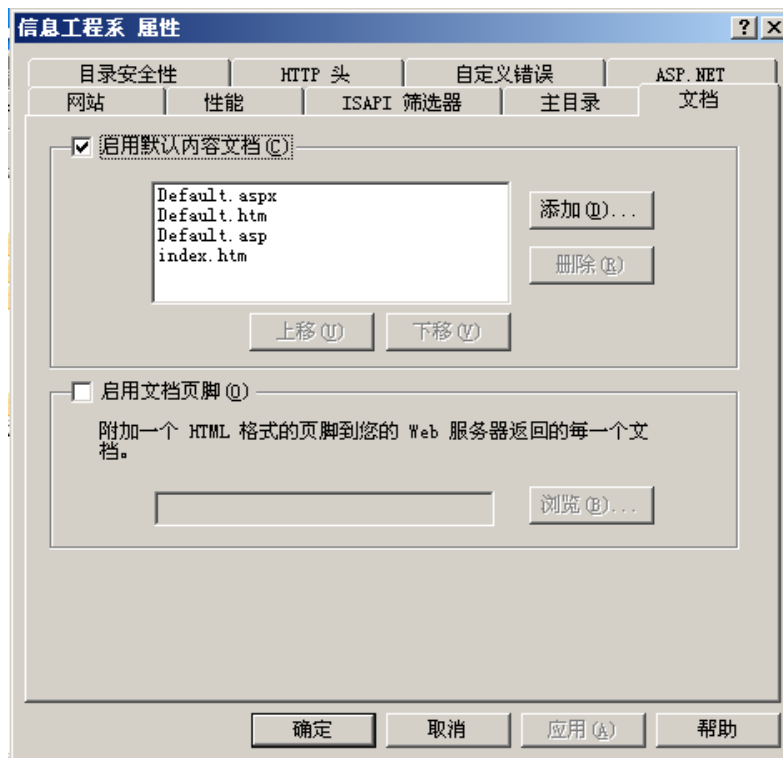 信息工程系 属性
目录安全性 HTTP 头 自定义错误 ASP.NET
网站 性能 ISAPI 筛选器 主目录 文档
启用默认内容文档(C)
Default.aspx
Default.htm
Default.asp
index.htm
添加(D)...
删除(R)
上移(U) 下移(V)
启用文档页脚(O)
附加一个 HTML 格式的页脚到您的 Web 服务器返回的每一个文
档。
浏览(B)...
确定 取消 应用(A) 帮助